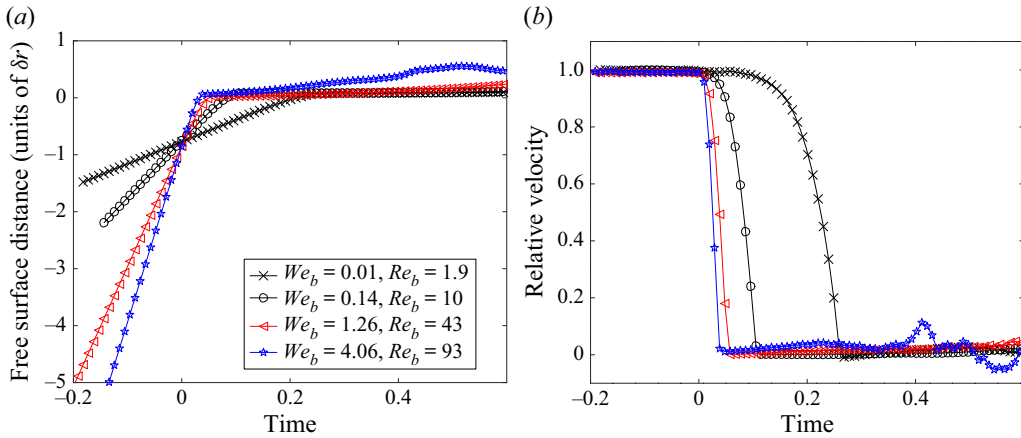 (a)
Free surface distance (units of δr)
1
0
−1
−2
−3
−4
−5
−0.2
0
0.2
0.4
Time
We_b = 0.01, Re_b = 1.9
We_b = 0.14, Re_b = 10
We_b = 1.26, Re_b = 43
We_b = 4.06, Re_b = 93
(b)
Relative velocity
1.0
0.8
0.6
0.4
0.2
0
−0.2
0
0.2
0.4
Time